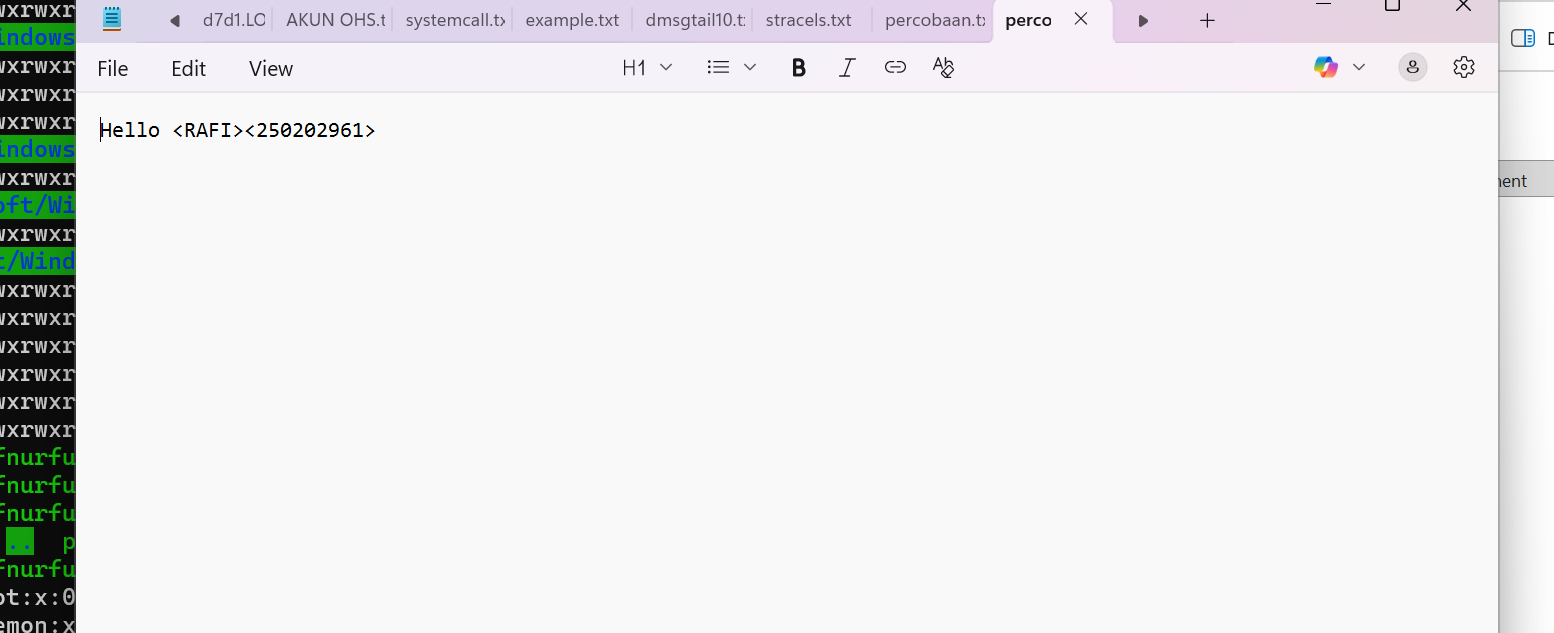 d7d1.LO AKUN OHS.t systemcall.tx example.txt dmsgtail10.t stracels.txt percobaan.tx perco
File Edit View H1 B I
Hello <RAFI><250202961>
wxrwxr
indows
wxrwxr
wxrwxr
wxrwxr
indows
wxrwxr
oft/Wi
wxrwxr
t/Wind
wxrwxr
wxrwxr
wxrwxr
wxrwxr
wxrwxr
wxrwxr
fnurfu
fnurfu
fnurfu
.. p
fnurfu
ot:x:0
emon:x
ent